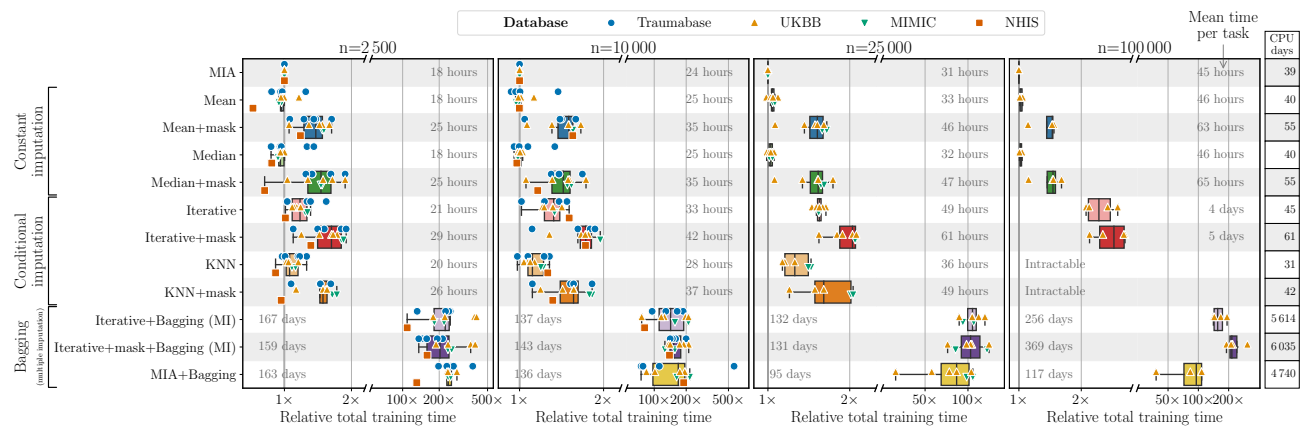 Database Traumabase UKBB MIMIC NHIS
Mean time
per task
n=2 500 n=10 000 n=25 000 n=100 000
CPU
days
MIA 18 hours 24 hours 31 hours 45 hours 39
Constant
imputation
Mean 18 hours 25 hours 33 hours 46 hours 40
Mean+mask 25 hours 35 hours 46 hours 63 hours 55
Median 18 hours 25 hours 32 hours 46 hours 40
Median+mask 25 hours 35 hours 47 hours 65 hours 55
Conditional
imputation
Iterative 21 hours 33 hours 49 hours 4 days 45
Iterative+mask 29 hours 42 hours 61 hours 5 days 61
KNN 20 hours 28 hours 36 hours Intractable 31
KNN+mask 26 hours 37 hours 49 hours Intractable 42
Bagging
(multiple imputation)
Iterative+Bagging (MI) 167 days 137 days 132 days 256 days 5 614
Iterative+mask+Bagging (MI) 159 days 143 days 131 days 369 days 6 035
MIA+Bagging 163 days 136 days 95 days 117 days 4 740
1× 2× 100× 200× 500× 1× 2× 100× 200× 500× 1× 2× 50× 100× 1× 2× 50× 100× 200×
Relative total training time Relative total training time Relative total training time Relative total training time